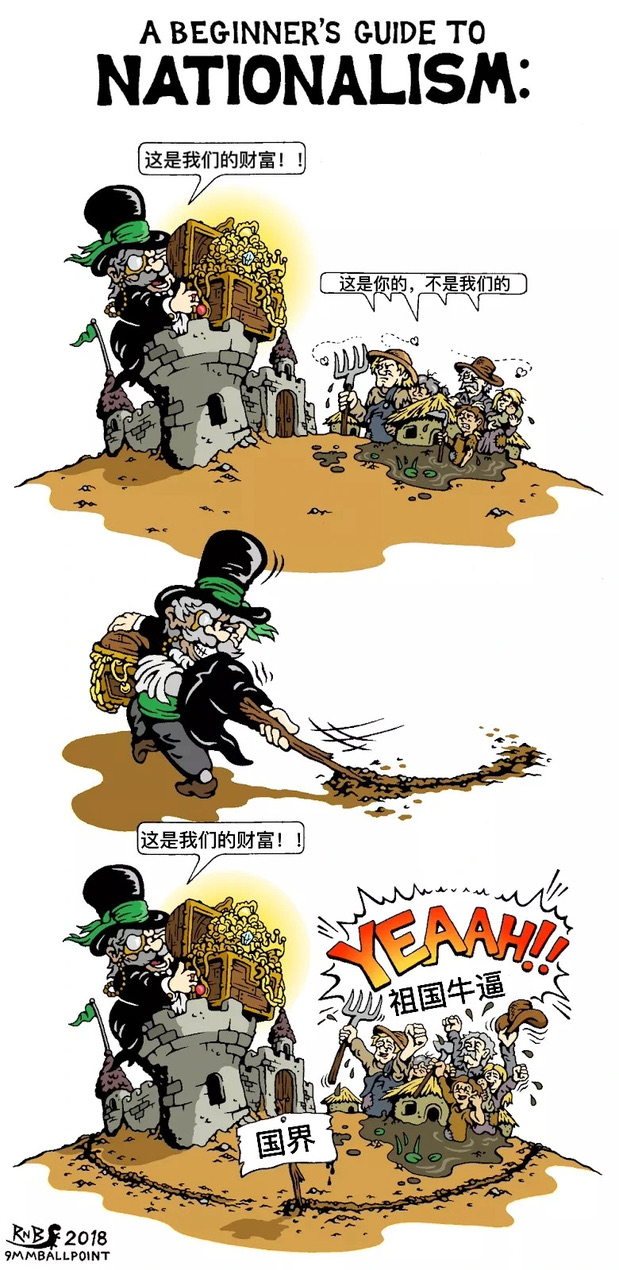 A BEGINNER'S GUIDE TO
NATIONALISM:
这是我们的财富！！
这是你的，不是我们的
这是我们的财富！！
YEAAH!!
祖国牛逼
国界
RNB 2018
9MMBALLPOINT